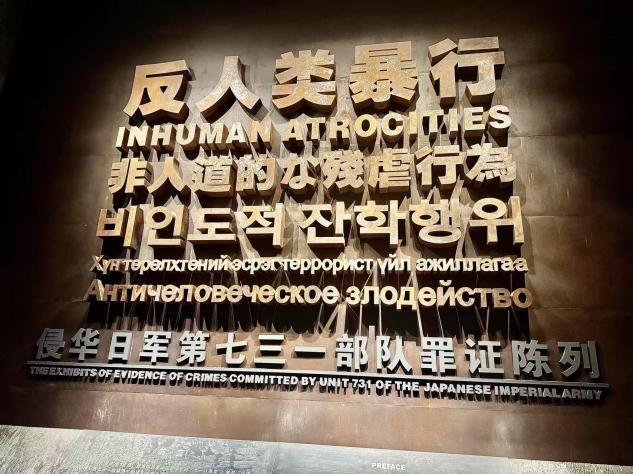 反人类暴行
INHUMAN ATROCITIES
非人道的な残虐行為
비인도적 잔학행위
Хүн төрөлхтөний эсрэг террорист үйл ажиллагаа
Античеловеческое злодейство
侵华日军第七三一部队罪证陈列
THE EXHIBITS OF EVIDENCE OF CRIMES COMMITTED BY UNIT 731 OF THE JAPANESE IMPERIAL ARMY
PREFACE